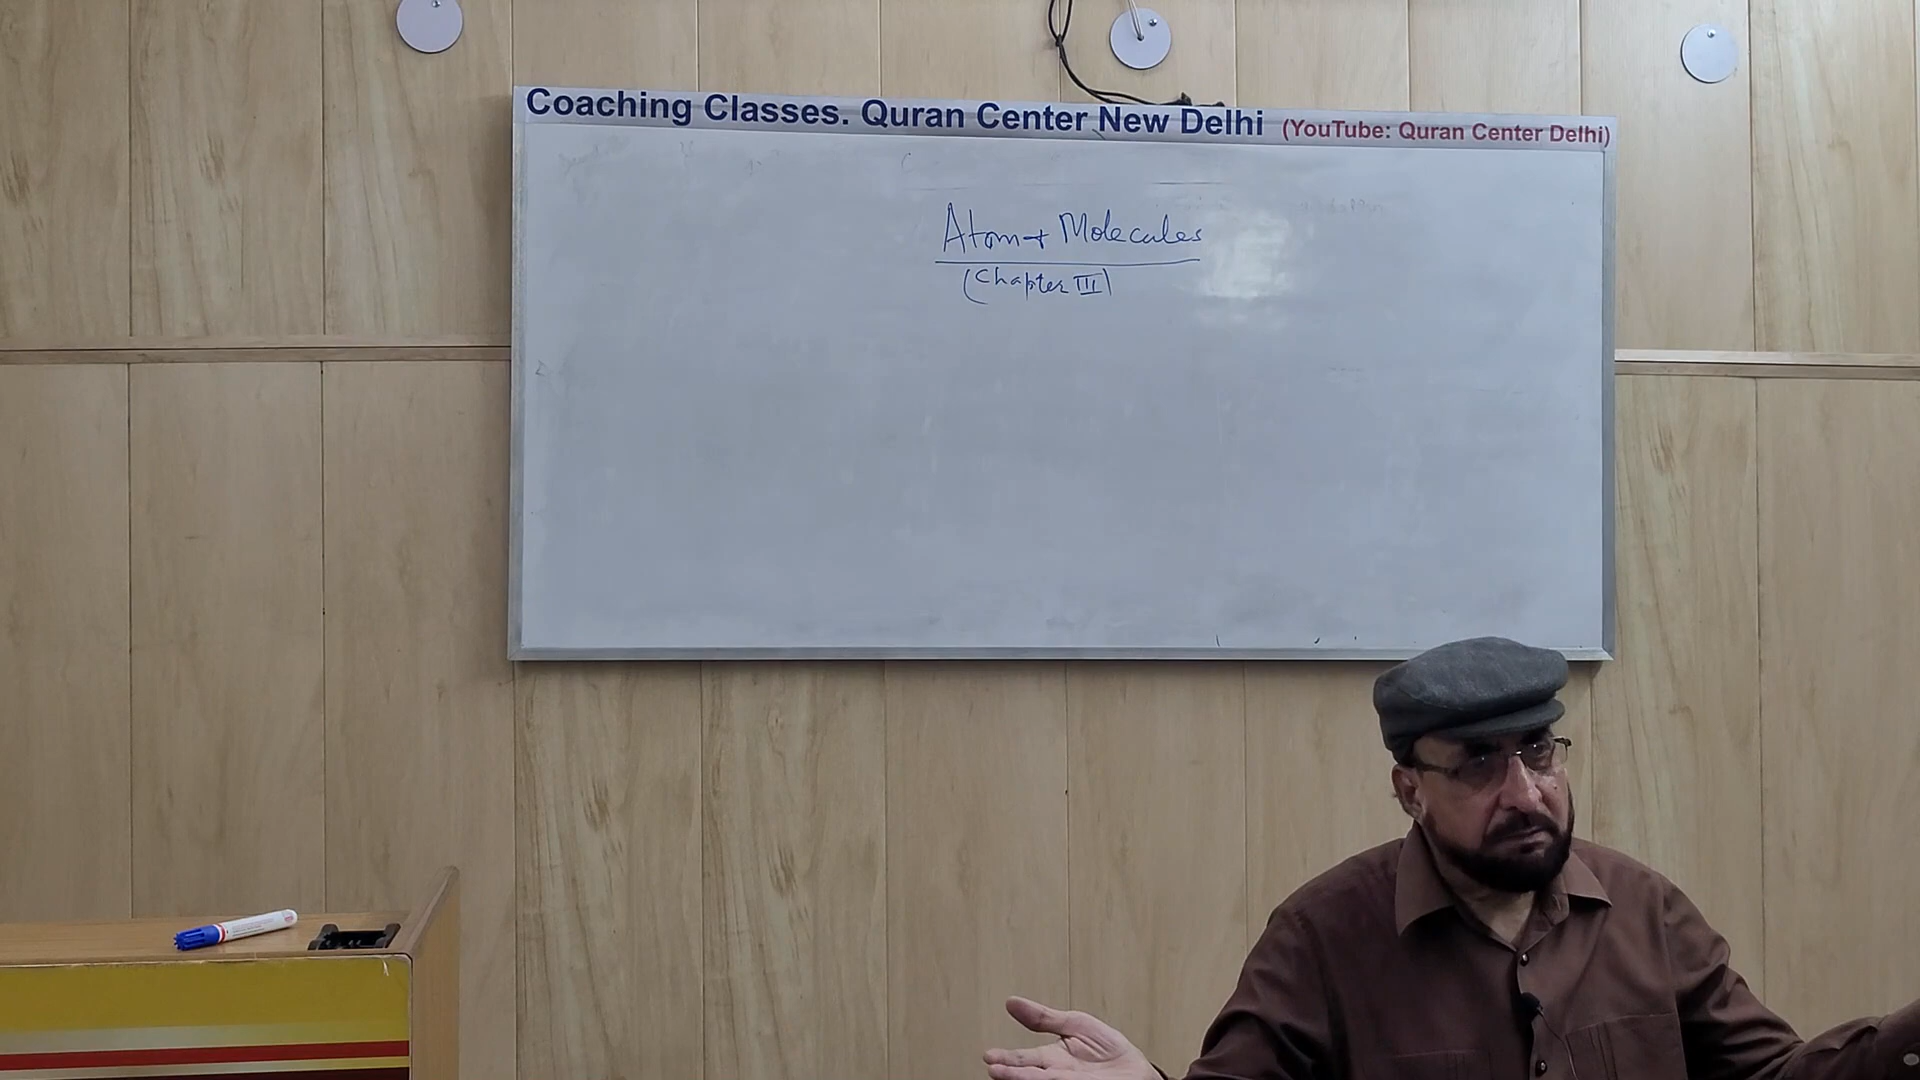 Coaching Classes. Quran Center New Delhi (YouTube: Quran Center Delhi)
Atom + Molecules
(Chapter III)